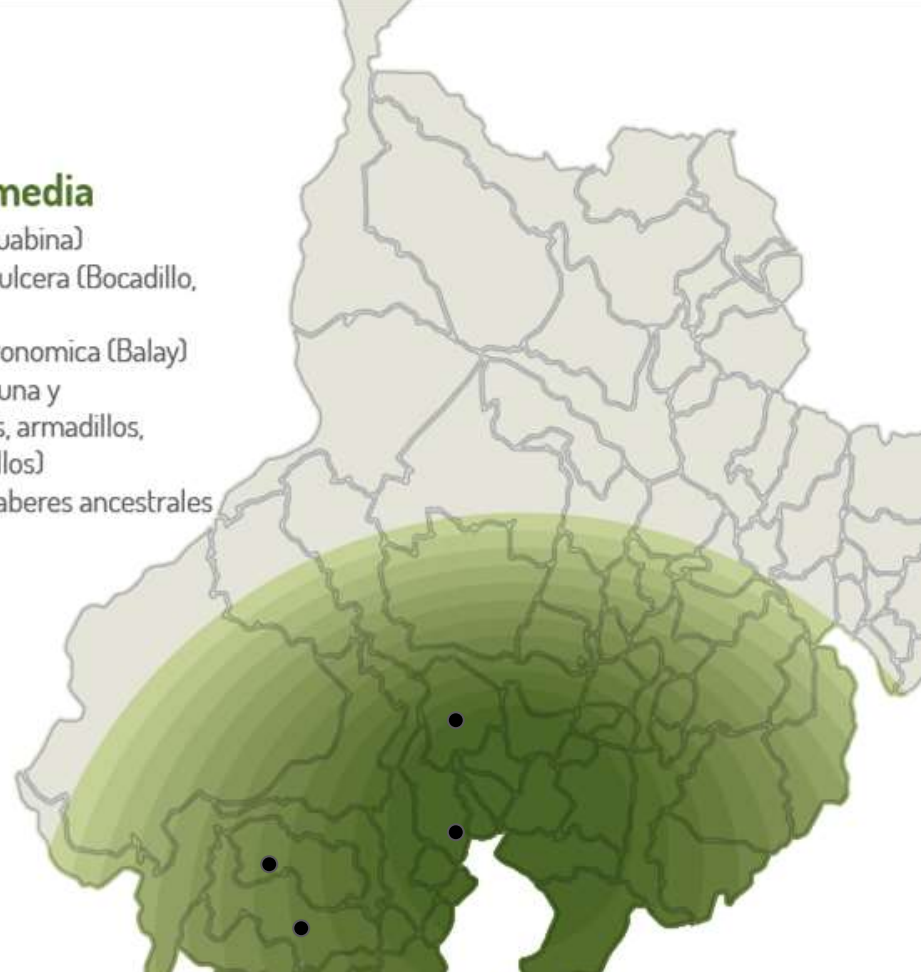 media
uabina)
ulcera (Bocadillo,
onomica (Balay)
una y
s, armadillos,
llos)
aberes ancestrales